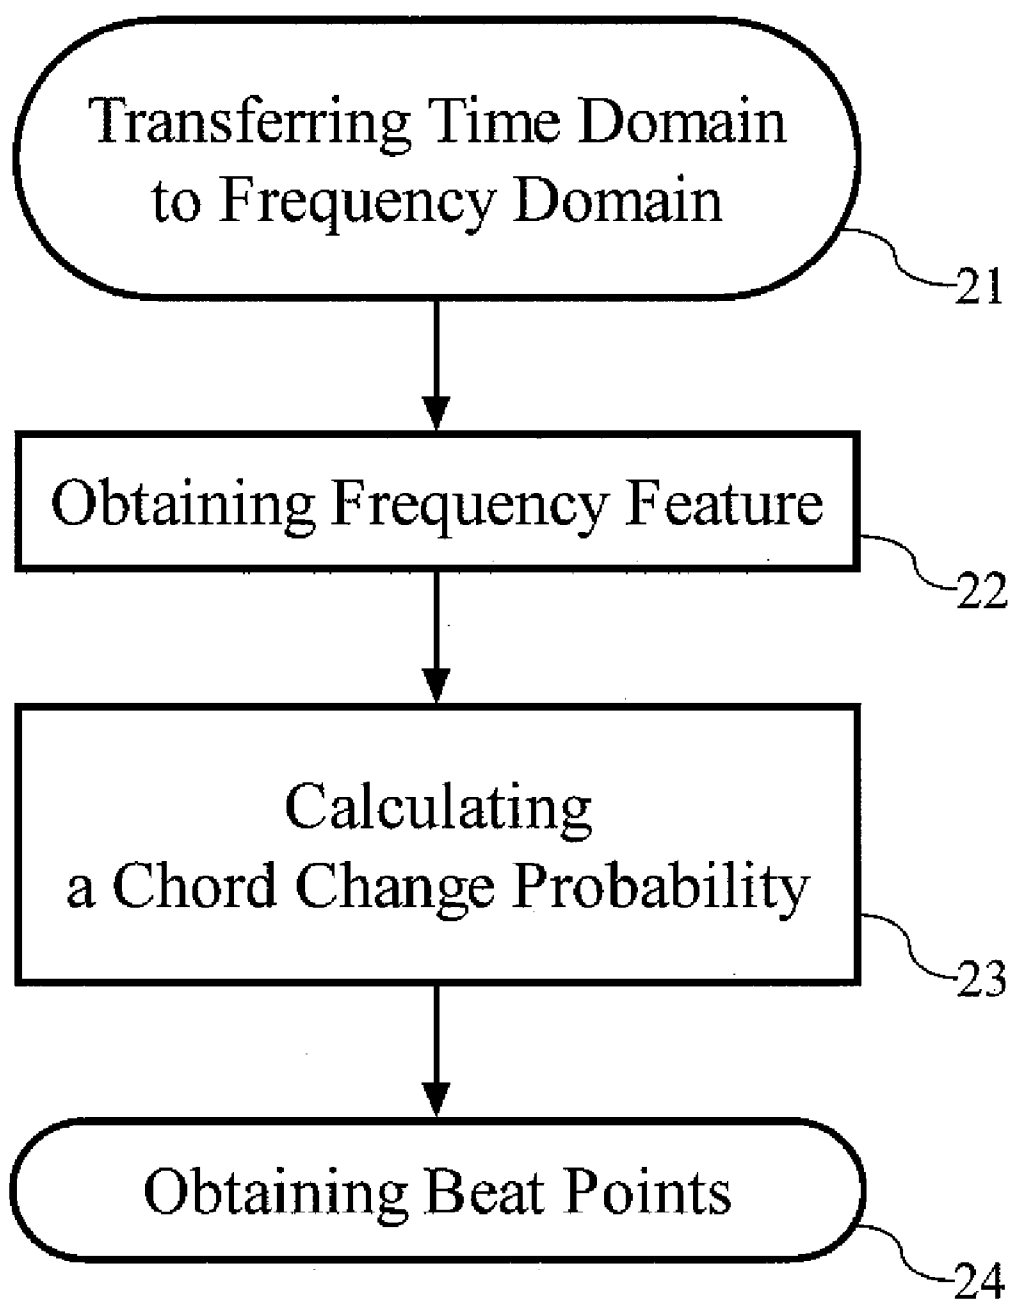 Transferring Time Domain
to Frequency Domain
21
Obtaining Frequency Feature
22
Calculating
a Chord Change Probability
23
Obtaining Beat Points
24